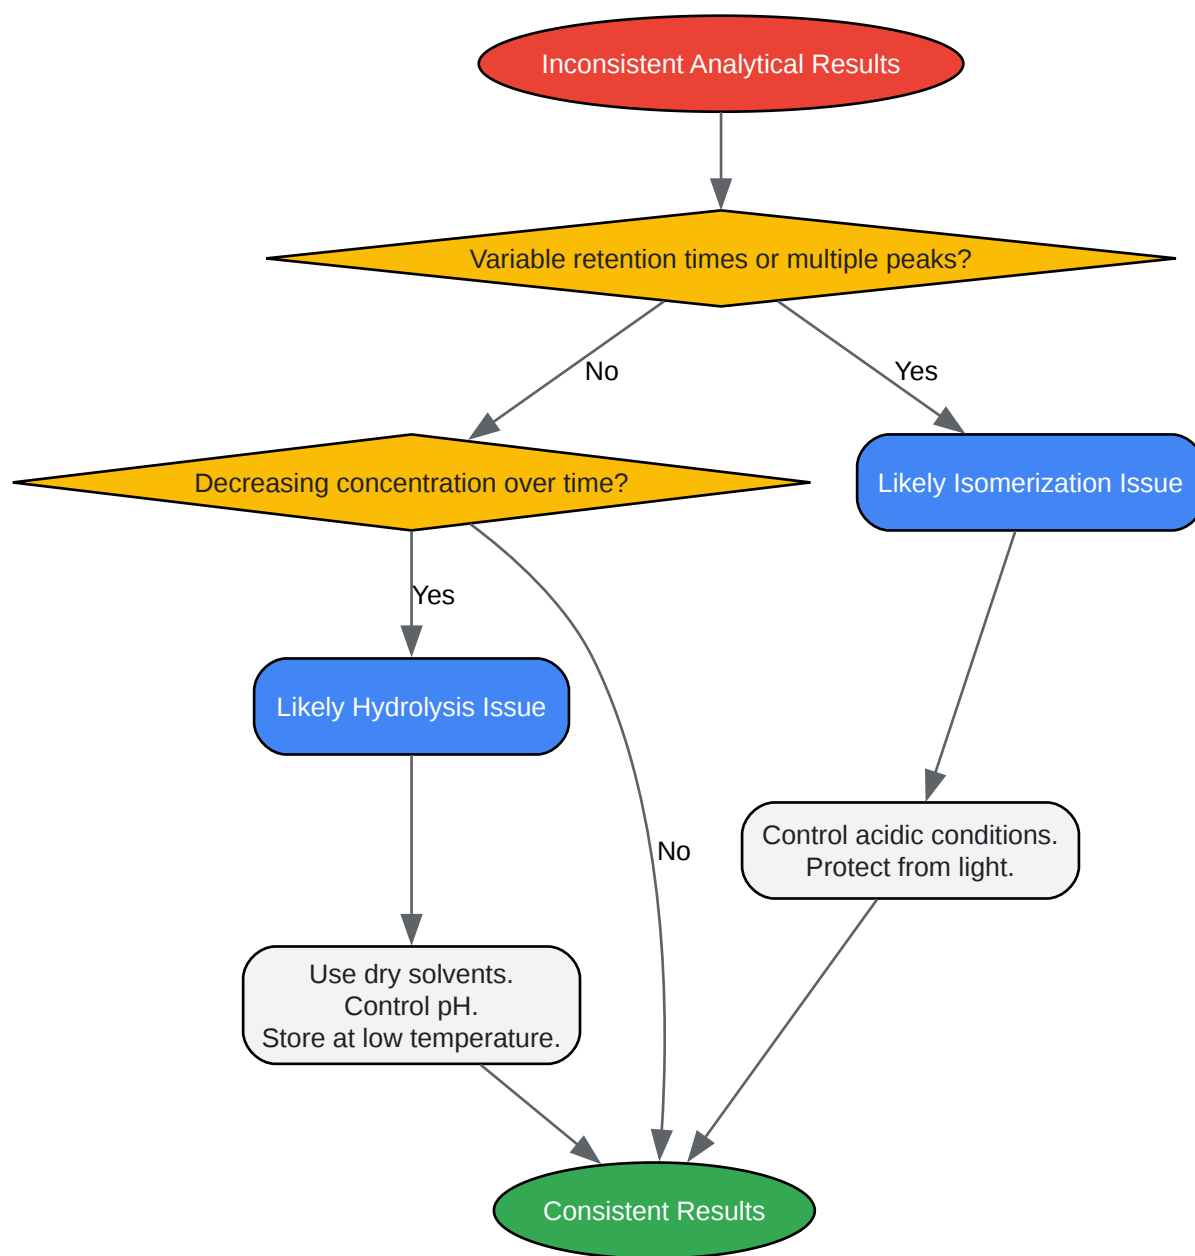 Inconsistent Analytical Results
Variable retention times or multiple peaks?
No
Yes
Decreasing concentration over time?
Likely Isomerization Issue
Yes
Likely Hydrolysis Issue
No
Control acidic conditions.
Protect from light.
Use dry solvents.
Control pH.
Store at low temperature.
Consistent Results